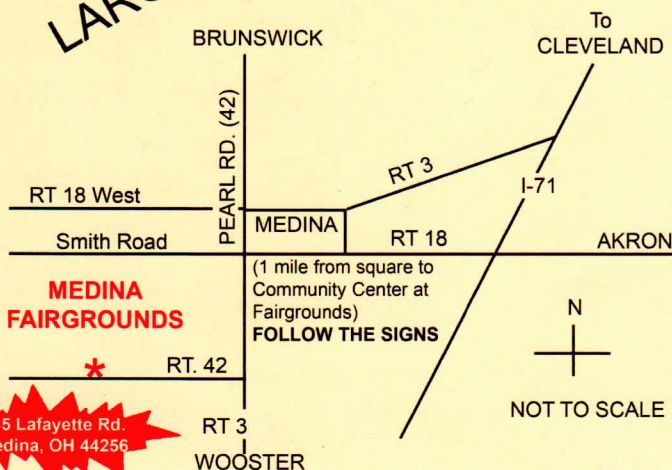 BRUNSWICK
To
CLEVELAND
PEARL RD. (42)
RT 3
I-71
RT 18 West
MEDINA
Smith Road
RT 18
AKRON
(1 mile from square to
Community Center at
Fairgrounds)
FOLLOW THE SIGNS
MEDINA
FAIRGROUNDS
*
RT. 42
N
NOT TO SCALE
Lafayette Rd.
OH 44256
RT 3
WOOSTER